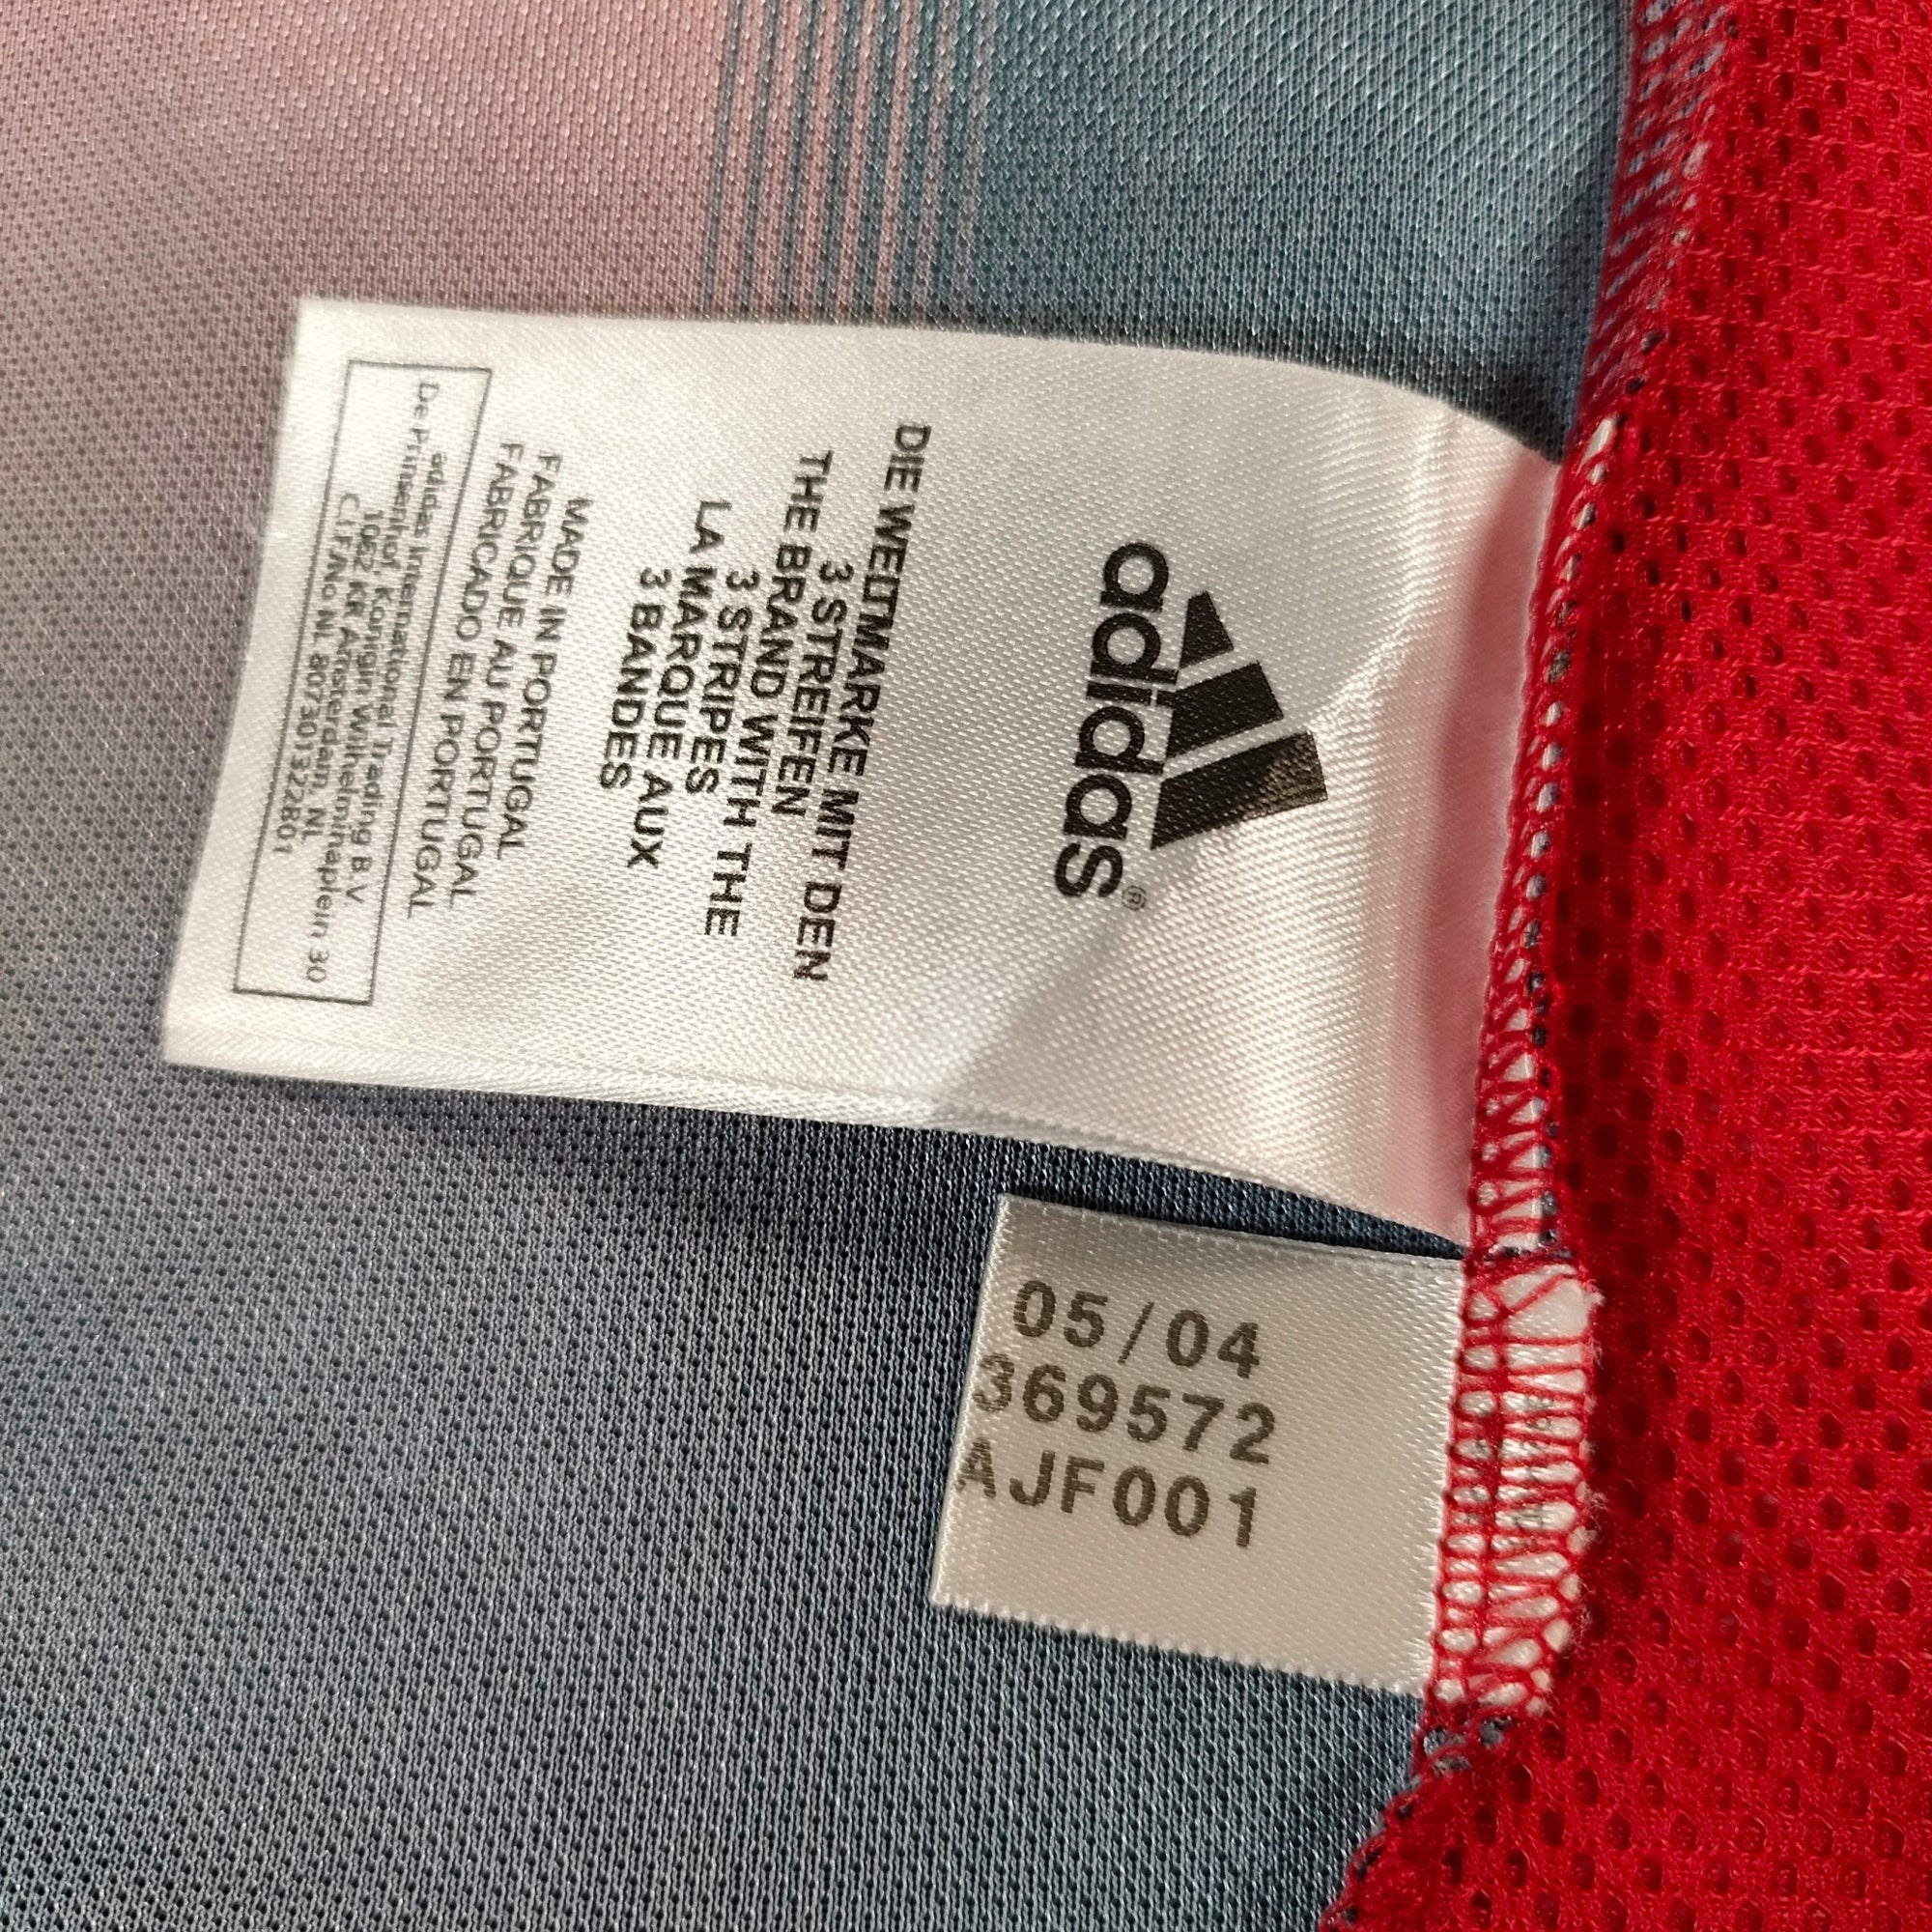 adidas®
DIE WELTMARKE MIT DEN
3 STREIFEN
THE BRAND WITH THE
3 STRIPES
LA MARQUE AUX
3 BANDES
MADE IN PORTUGAL
FABRIQUE AU PORTUGAL
FABRICADO EN PORTUGAL
adidas International Trading B.V
De Prinsenhof, Koningin Wilhelminaplein 30
1062 KR Amsterdam, NL
CIF/No NL 807301322B01
05/04
369572
AJF001